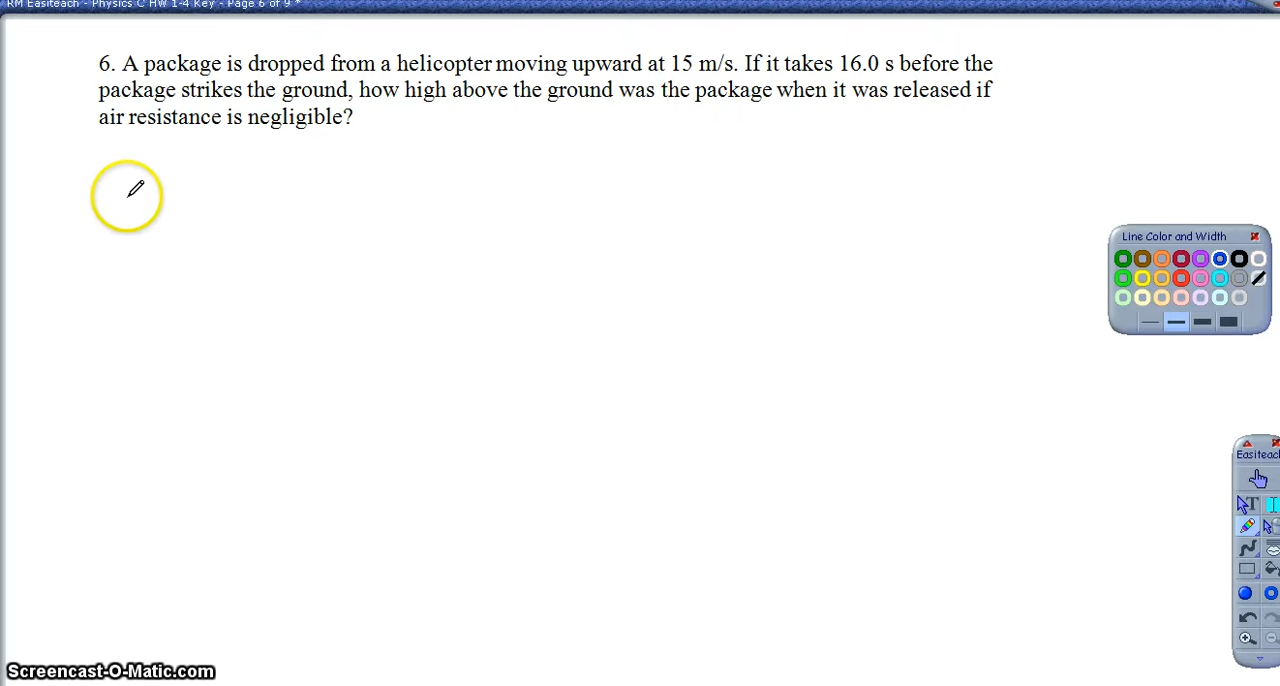 RM Easiteach - Physics C HW 1-4 Key - Page 6 of 9 *
6. A package is dropped from a helicopter moving upward at 15 m/s. If it takes 16.0 s before the
package strikes the ground, how high above the ground was the package when it was released if
air resistance is negligible?
Line Color and Width
Easiteach
T
Screencast-O-Matic.com